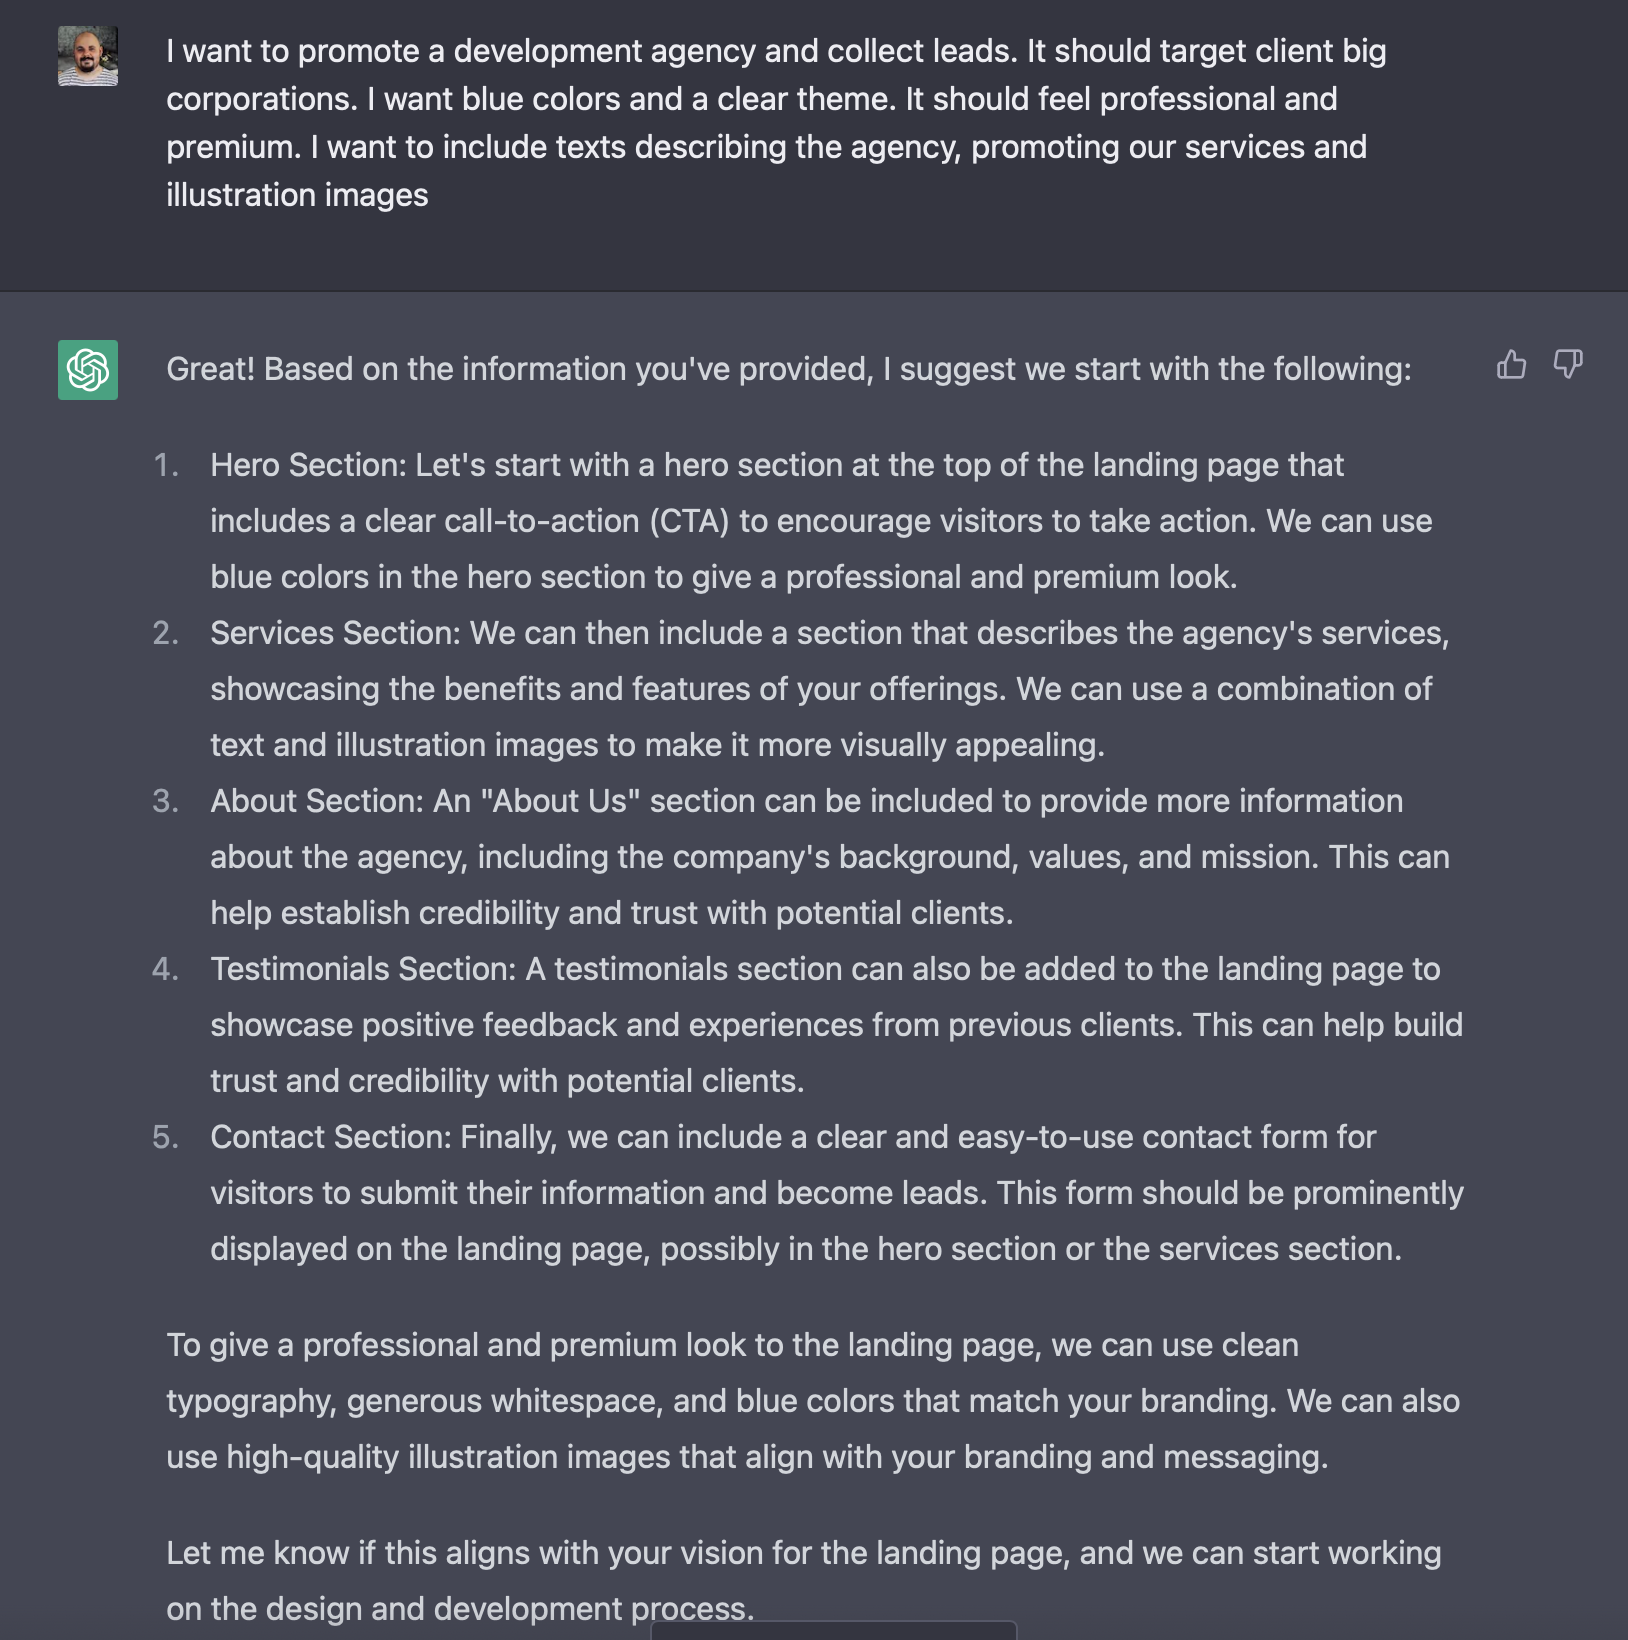 I want to promote a development agency and collect leads. It should target client big
corporations. I want blue colors and a clear theme. It should feel professional and
premium. I want to include texts describing the agency, promoting our services and
illustration images
Great! Based on the information you've provided, I suggest we start with the following:
1. Hero Section: Let's start with a hero section at the top of the landing page that
includes a clear call-to-action (CTA) to encourage visitors to take action. We can use
blue colors in the hero section to give a professional and premium look.
2. Services Section: We can then include a section that describes the agency's services,
showcasing the benefits and features of your offerings. We can use a combination of
text and illustration images to make it more visually appealing.
3. About Section: An "About Us" section can be included to provide more information
about the agency, including the company's background, values, and mission. This can
help establish credibility and trust with potential clients.
4. Testimonials Section: A testimonials section can also be added to the landing page to
showcase positive feedback and experiences from previous clients. This can help build
trust and credibility with potential clients.
5. Contact Section: Finally, we can include a clear and easy-to-use contact form for
visitors to submit their information and become leads. This form should be prominently
displayed on the landing page, possibly in the hero section or the services section.
To give a professional and premium look to the landing page, we can use clean
typography, generous whitespace, and blue colors that match your branding. We can also
use high-quality illustration images that align with your branding and messaging.
Let me know if this aligns with your vision for the landing page, and we can start working
on the design and development process.